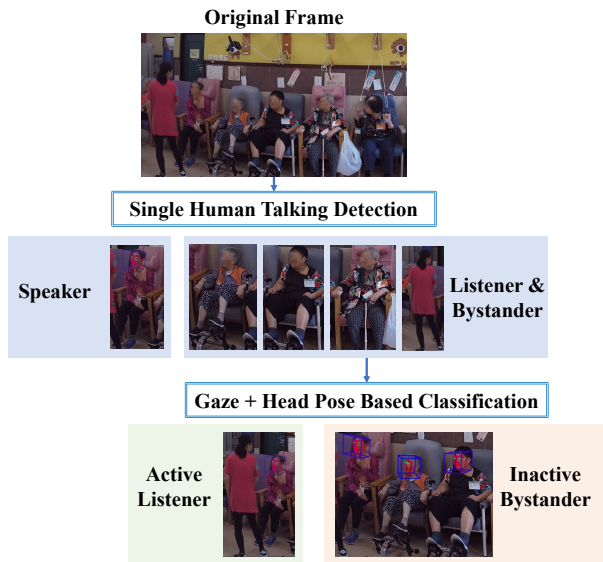 Original Frame
Single Human Talking Detection
Speaker
Listener &
Bystander
Gaze + Head Pose Based Classification
Active
Listener
Inactive
Bystander